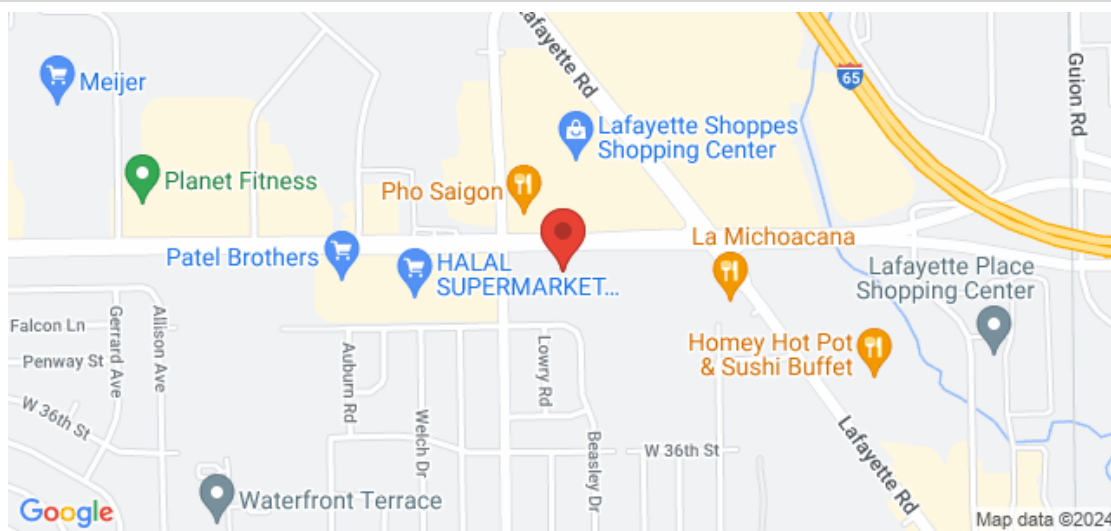 Lafayette Rd
65
Guion Rd
Meijer
Lafayette Shoppes
Shopping Center
Planet Fitness
Pho Saigon
La Michoacana
Patel Brothers
HALAL
SUPERMARKET...
Lafayette Place
Shopping Center
Falcon Ln
Gerrard Ave
Allison Ave
Penway St
Auburn Rd
Lowry Rd
Homey Hot Pot
& Sushi Buffet
W 36th St
Welch Dr
Beasley Dr
W 36th St
Lafayette Rd
Waterfront Terrace
Google
Map data ©2024